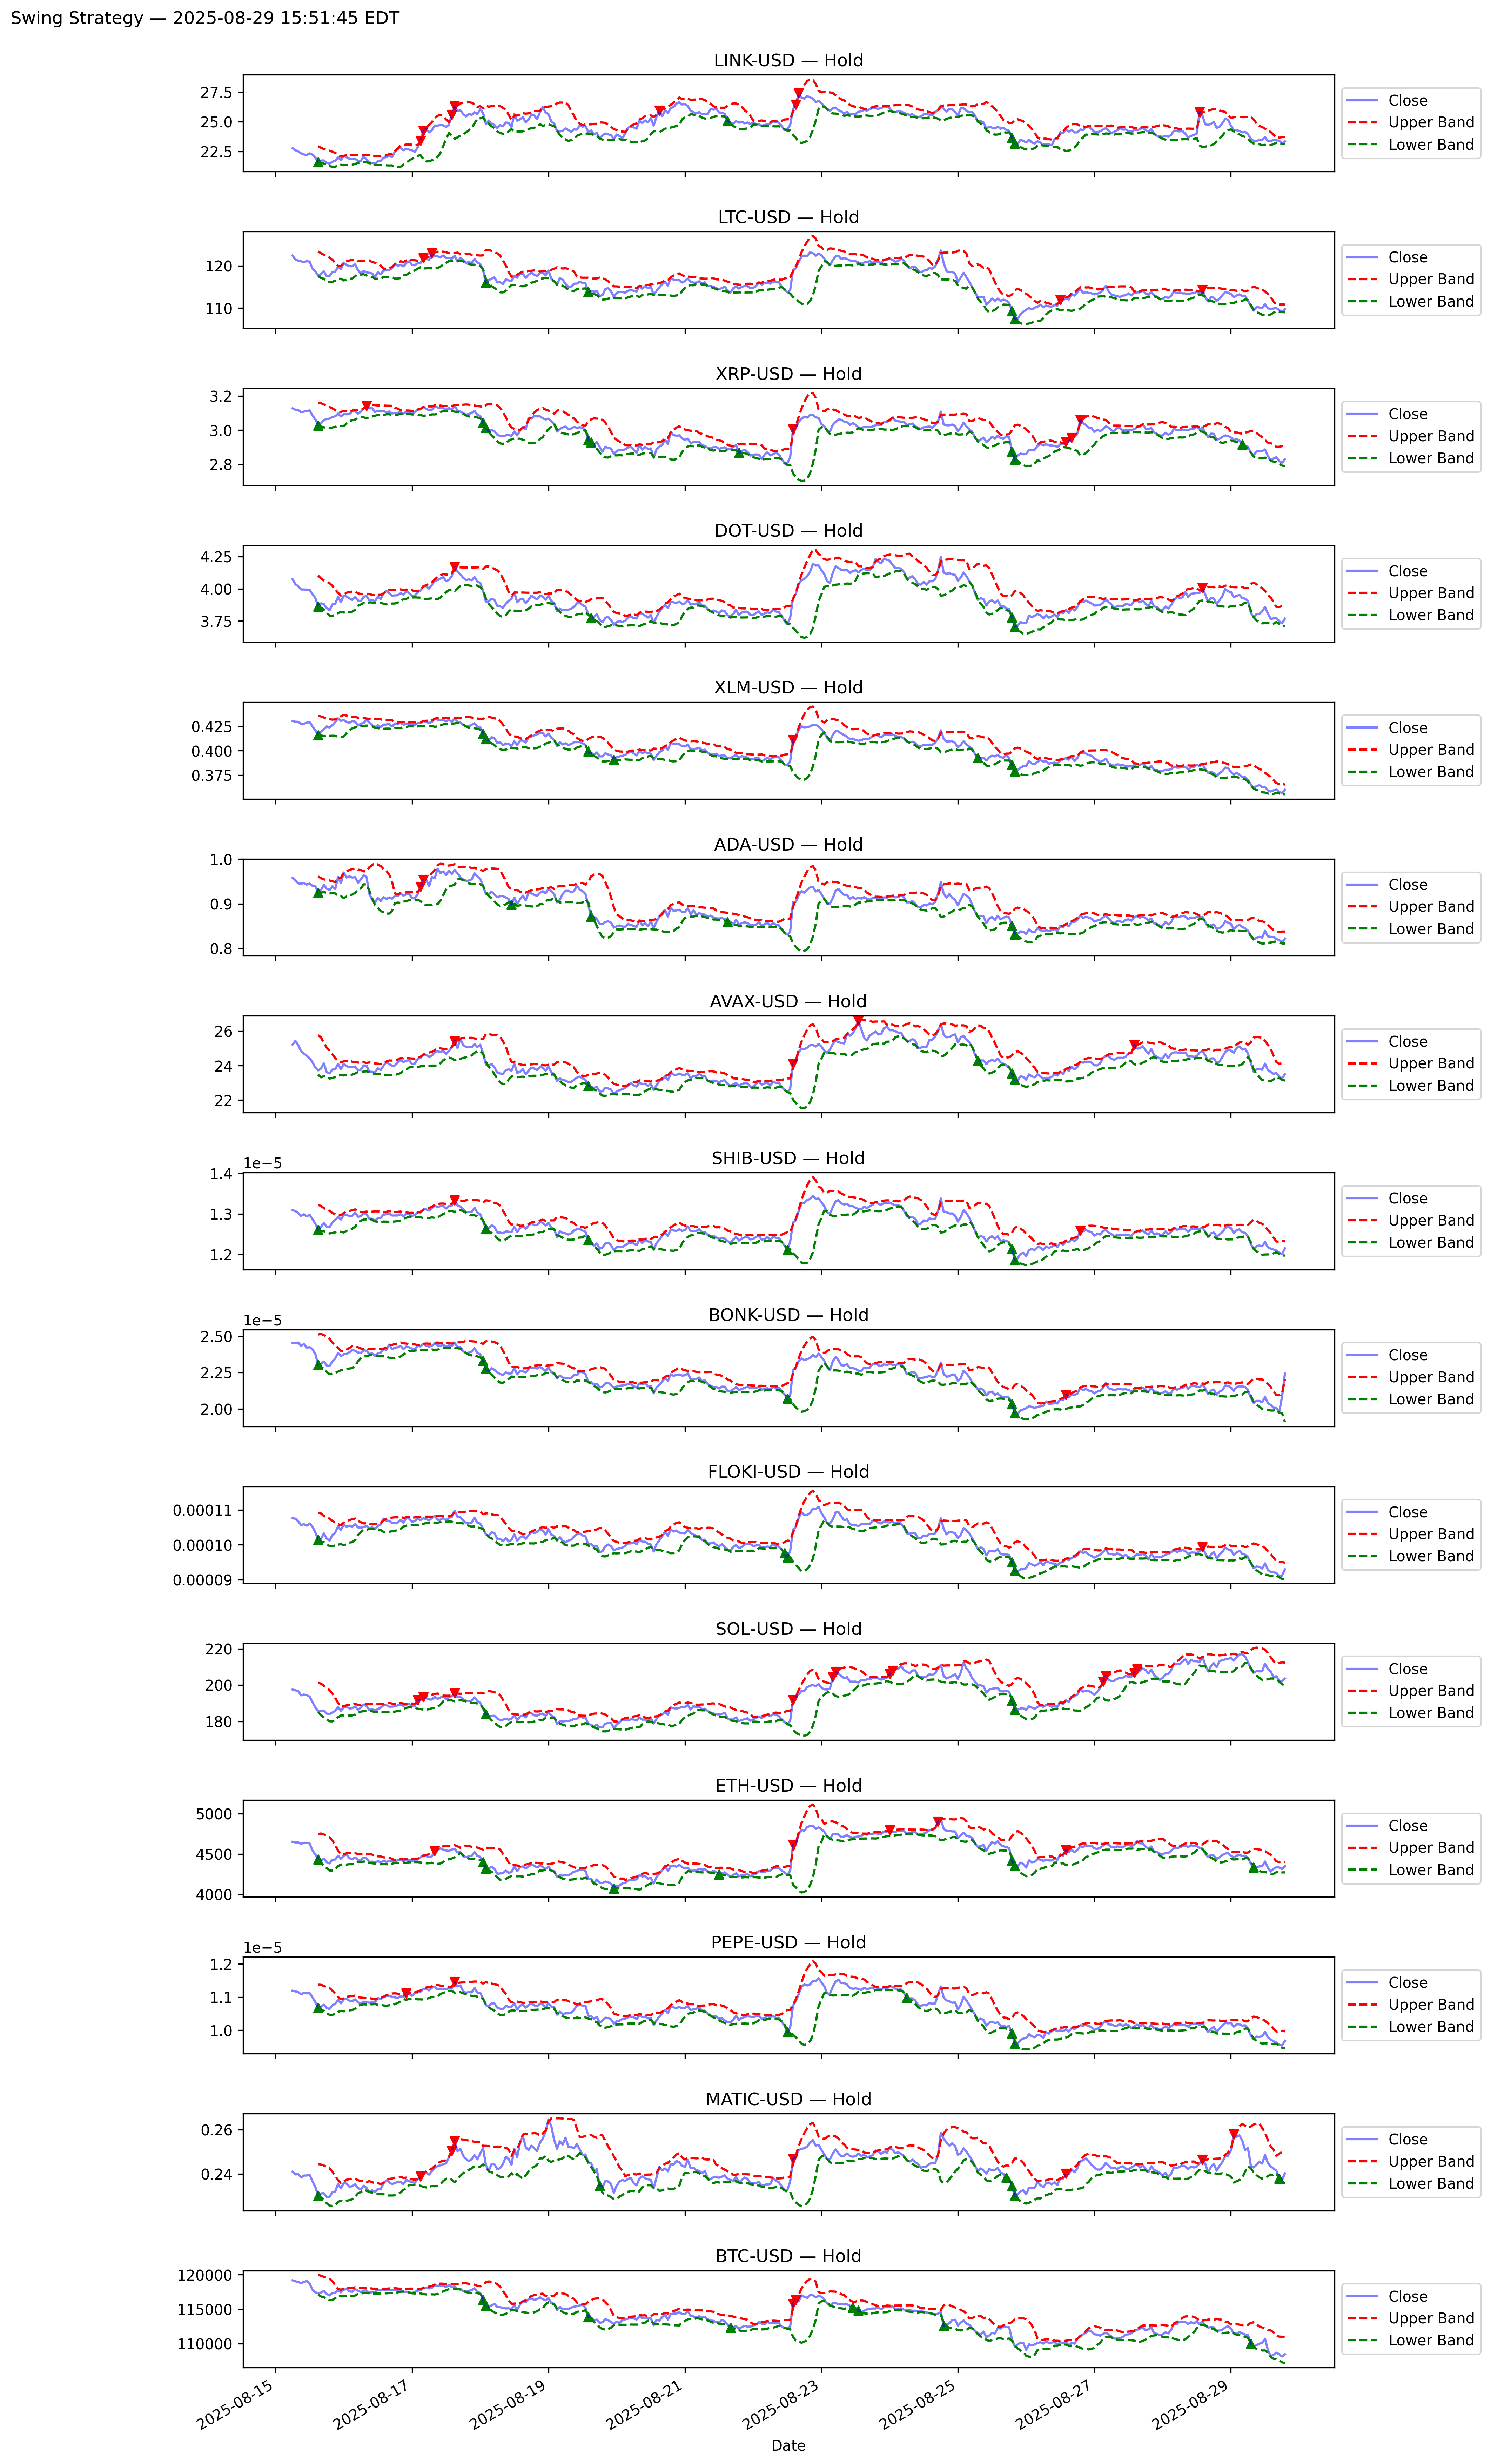 Swing Strategy — 2025-08-29 15:51:45 EDT
LINK-USD — Hold
27.5
25.0
22.5
Close
Upper Band
Lower Band
LTC-USD — Hold
120
110
Close
Upper Band
Lower Band
XRP-USD — Hold
3.2
3.0
2.8
Close
Upper Band
Lower Band
DOT-USD — Hold
4.25
4.00
3.75
Close
Upper Band
Lower Band
XLM-USD — Hold
0.425
0.400
0.375
Close
Upper Band
Lower Band
ADA-USD — Hold
1.0
0.9
0.8
Close
Upper Band
Lower Band
AVAX-USD — Hold
26
24
22
Close
Upper Band
Lower Band
SHIB-USD — Hold
1e−5
1.4
1.3
1.2
Close
Upper Band
Lower Band
BONK-USD — Hold
1e−5
2.50
2.25
2.00
Close
Upper Band
Lower Band
FLOKI-USD — Hold
0.00011
0.00010
0.00009
Close
Upper Band
Lower Band
SOL-USD — Hold
220
200
180
Close
Upper Band
Lower Band
ETH-USD — Hold
5000
4500
4000
Close
Upper Band
Lower Band
PEPE-USD — Hold
1e−5
1.2
1.1
1.0
Close
Upper Band
Lower Band
MATIC-USD — Hold
0.26
0.24
Close
Upper Band
Lower Band
BTC-USD — Hold
120000
115000
110000
Close
Upper Band
Lower Band
2025-08-15
2025-08-17
2025-08-19
2025-08-21
2025-08-23
2025-08-25
2025-08-27
2025-08-29
Date